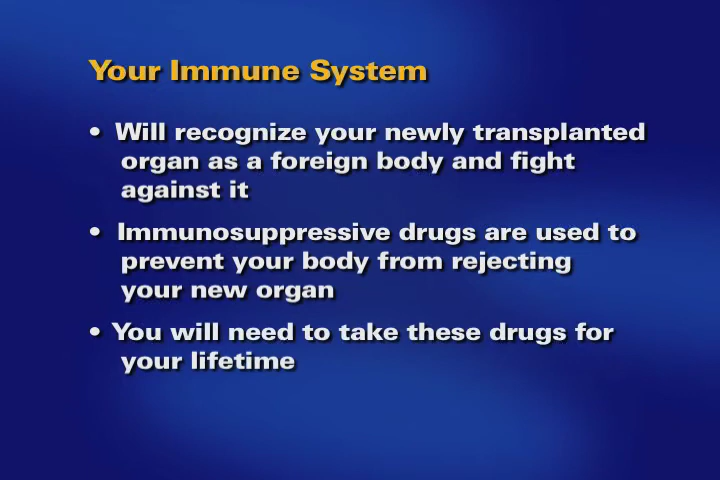 Your Immune System
• Will recognize your newly transplanted
organ as a foreign body and fight
against it
• Immunosuppressive drugs are used to
prevent your body from rejecting
your new organ
• You will need to take these drugs for
your lifetime